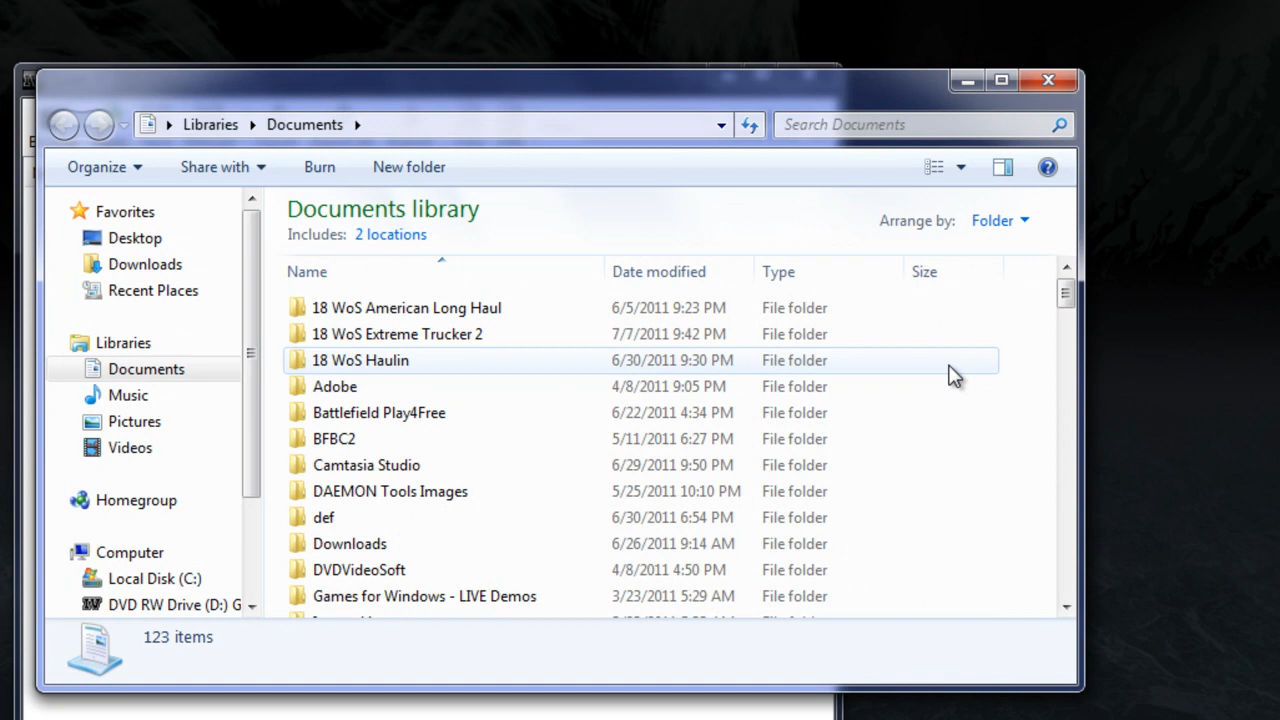 Libraries Documents
Search Documents
Organize Share with Burn New folder
Favorites
Desktop
Downloads
Recent Places
Libraries
Documents
Music
Pictures
Videos
Homegroup
Computer
Local Disk (C:)
DVD RW Drive (D:) G
Documents library
Includes: 2 locations
Arrange by: Folder
Name Date modified Type Size
18 WoS American Long Haul 6/5/2011 9:23 PM File folder
18 WoS Extreme Trucker 2 7/7/2011 9:42 PM File folder
18 WoS Haulin 6/30/2011 9:30 PM File folder
Adobe 4/8/2011 9:05 PM File folder
Battlefield Play4Free 6/22/2011 4:34 PM File folder
BFBC2 5/11/2011 6:27 PM File folder
Camtasia Studio 6/29/2011 9:50 PM File folder
DAEMON Tools Images 5/25/2011 10:10 PM File folder
def 6/30/2011 6:54 PM File folder
Downloads 6/26/2011 9:14 AM File folder
DVDVideoSoft 4/8/2011 4:50 PM File folder
Games for Windows - LIVE Demos 3/23/2011 5:29 AM File folder
123 items